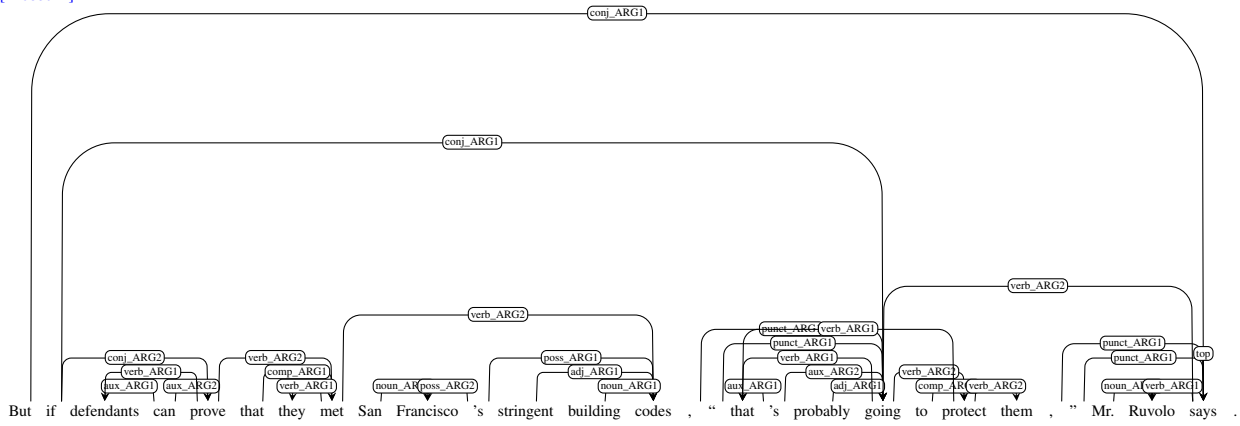 conj_ARG1
conj_ARG1
verb_ARG2
verb_ARG2
punct_ARG1 verb_ARG1
punct_ARG1 punct_ARG1
top
conj_ARG2 verb_ARG2 poss_ARG1 verb_ARG1 punct_ARG1
verb_ARG1 comp_ARG1 adj_ARG1 aux_ARG2 verb_ARG2
aux_ARG1 aux_ARG2 verb_ARG1 poss_ARG2 noun_ARG1 aux_ARG1 adj_ARG1 verb_ARG2 verb_ARG1
But if defendants can prove that they met San Francisco 's stringent building codes , “ that 's probably going to protect them , ” Mr. Ruvolo says .